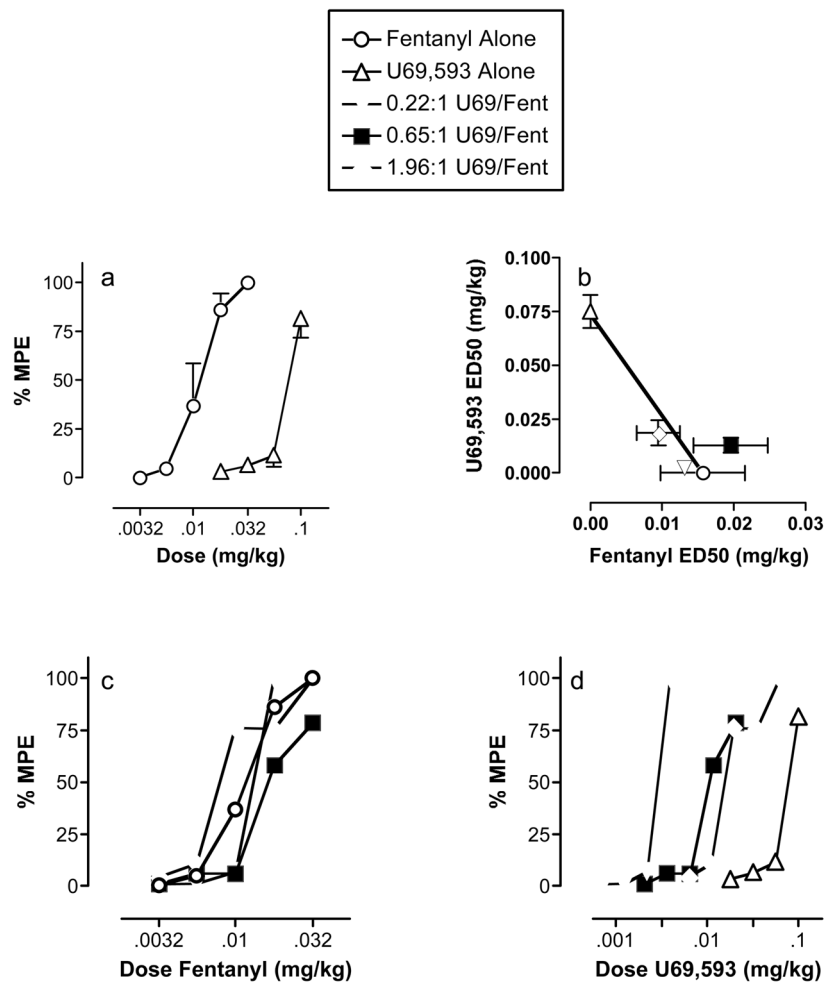 Fentanyl Alone
U69,593 Alone
0.22:1 U69/Fent
0.65:1 U69/Fent
1.96:1 U69/Fent
a
100
75
50
25
0
% MPE
.0032 .01 .032 .1
Dose (mg/kg)
b
0.100
0.075
0.050
0.025
0.000
U69,593 ED50 (mg/kg)
0.00 0.01 0.02 0.03
Fentanyl ED50 (mg/kg)
c
100
75
50
25
0
% MPE
.0032 .01 .032
Dose Fentanyl (mg/kg)
d
100
75
50
25
0
% MPE
.001 .01 .1
Dose U69,593 (mg/kg)